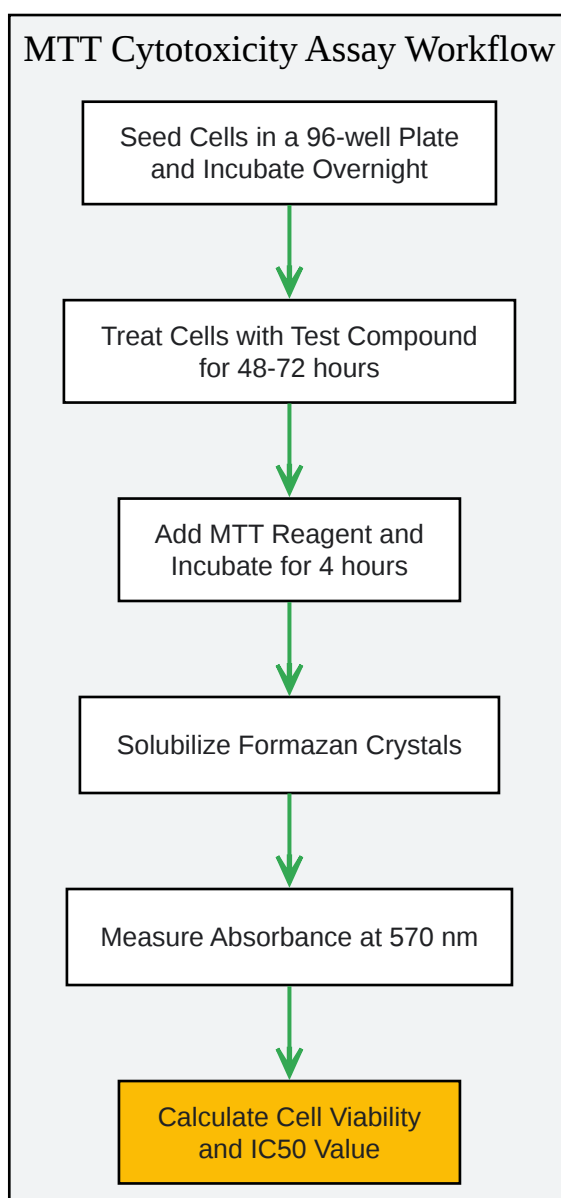 MTT Cytotoxicity Assay Workflow
Seed Cells in a 96-well Plate
and Incubate Overnight
Treat Cells with Test Compound
for 48-72 hours
Add MTT Reagent and
Incubate for 4 hours
Solubilize Formazan Crystals
Measure Absorbance at 570 nm
Calculate Cell Viability
and IC50 Value